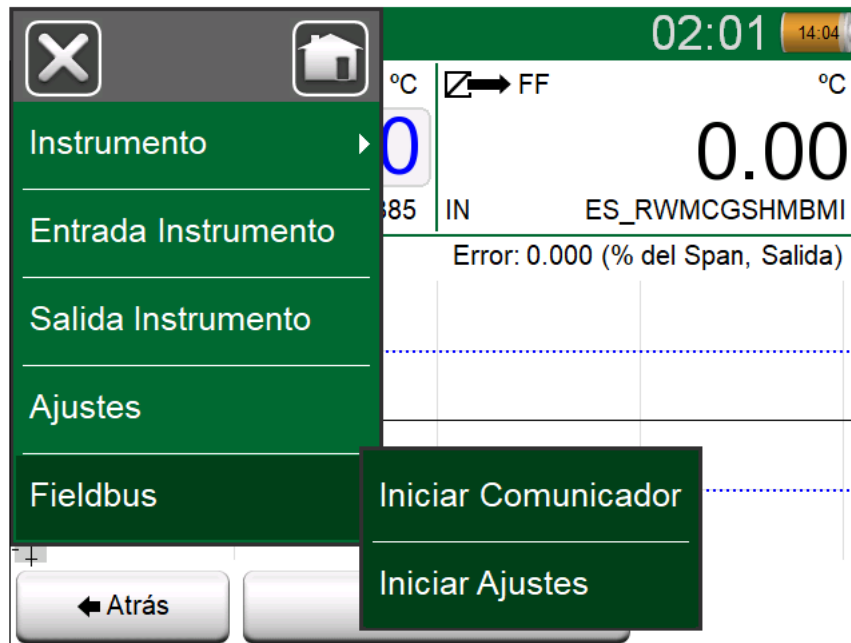 02:01 14:04
ºC
FF ºC
0
0.00
385
IN ES_RWMCGSHMBMI
Error: 0.000 (% del Span, Salida)
Instrumento
Entrada Instrumento
Salida Instrumento
Ajustes
Fieldbus
Iniciar Comunicador
Iniciar Ajustes
Atrás